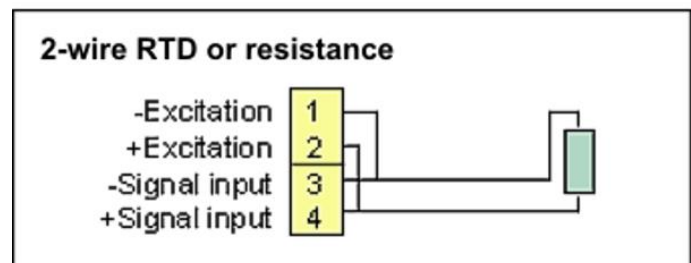 2-wire RTD or resistance
-Excitation 1
+Excitation 2
-Signal input 3
+Signal input 4